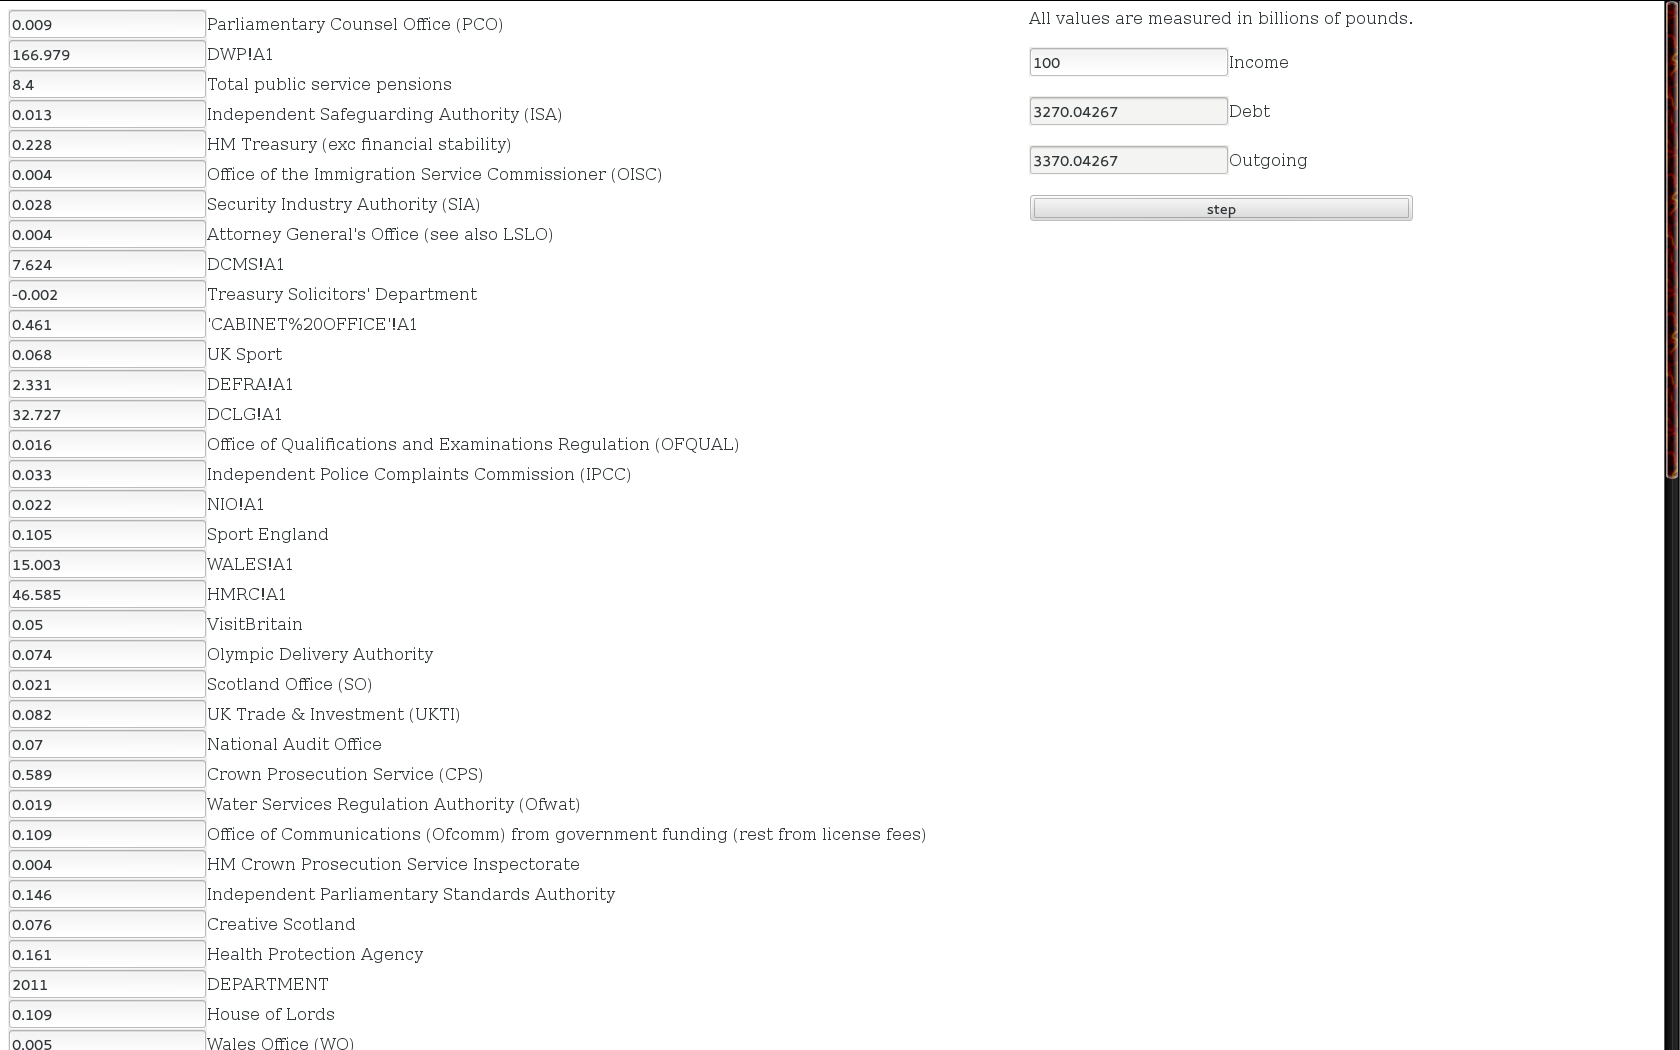 0.009 Parliamentary Counsel Office (PCO)
166.979 DWP!A1
8.4 Total public service pensions
0.013 Independent Safeguarding Authority (ISA)
0.228 HM Treasury (exc financial stability)
0.004 Office of the Immigration Service Commissioner (OISC)
0.028 Security Industry Authority (SIA)
0.004 Attorney General's Office (see also LSLO)
7.624 DCMS!A1
-0.002 Treasury Solicitors' Department
0.461 'CABINET%20OFFICE'!A1
0.068 UK Sport
2.331 DEFRA!A1
32.727 DCLG!A1
0.016 Office of Qualifications and Examinations Regulation (OFQUAL)
0.033 Independent Police Complaints Commission (IPCC)
0.022 NIO!A1
0.105 Sport England
15.003 WALES!A1
46.585 HMRC!A1
0.05 VisitBritain
0.074 Olympic Delivery Authority
0.021 Scotland Office (SO)
0.082 UK Trade & Investment (UKTI)
0.07 National Audit Office
0.589 Crown Prosecution Service (CPS)
0.019 Water Services Regulation Authority (Ofwat)
0.109 Office of Communications (Ofcomm) from government funding (rest from license fees)
0.004 HM Crown Prosecution Service Inspectorate
0.146 Independent Parliamentary Standards Authority
0.076 Creative Scotland
0.161 Health Protection Agency
2011 DEPARTMENT
0.109 House of Lords
0.005 Wales Office (WO)
All values are measured in billions of pounds.
100 Income
3270.04267 Debt
3370.04267 Outgoing
step